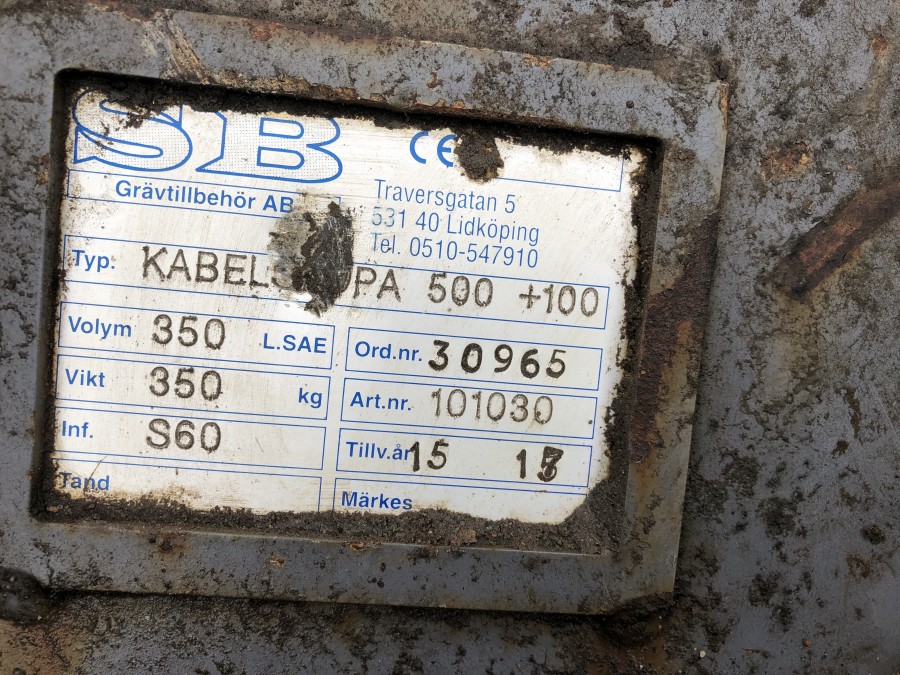 SB
CE
Grävtillbehör AB
Traversgatan 5
531 40 Lidköping
Tel. 0510-547910
Typ: 500 +100
Volym 350 L.SAE
Ord.nr. 30965
Vikt 350 kg
Art.nr. 101030
Inf. S60
Tillv.år 15
Tand
Märkes